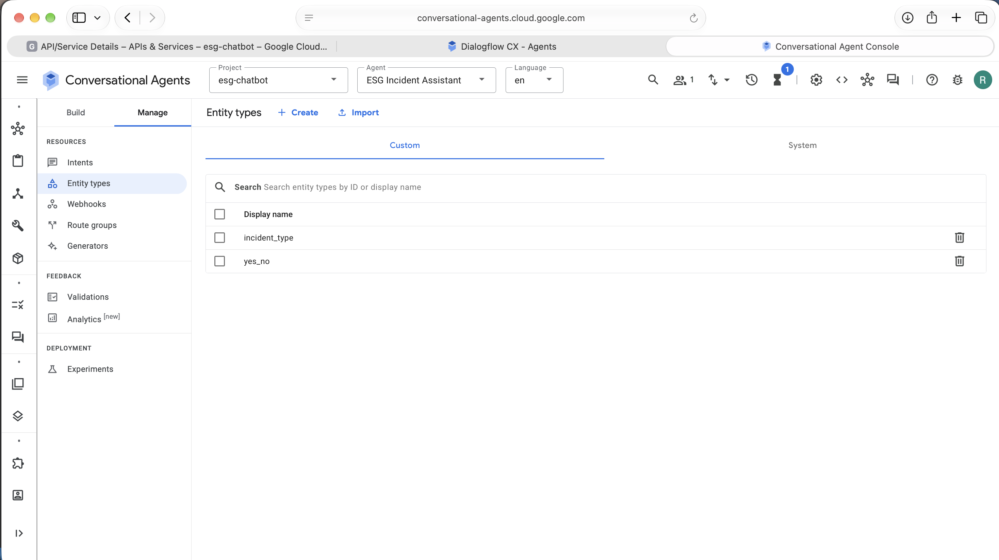 conversational-agents.cloud.google.com
G API/Service Details – APIs & Services – esg-chatbot – Google Cloud...
Dialogflow CX - Agents
Conversational Agent Console
Conversational Agents
Project
esg-chatbot
Agent
ESG Incident Assistant
Language
en
1
1
R
Build
Manage
Entity types
Create
Import
RESOURCES
Intents
Entity types
Webhooks
Route groups
Generators
FEEDBACK
Validations
Analytics [new]
DEPLOYMENT
Experiments
Custom
System
Search Search entity types by ID or display name
Display name
incident_type
yes_no